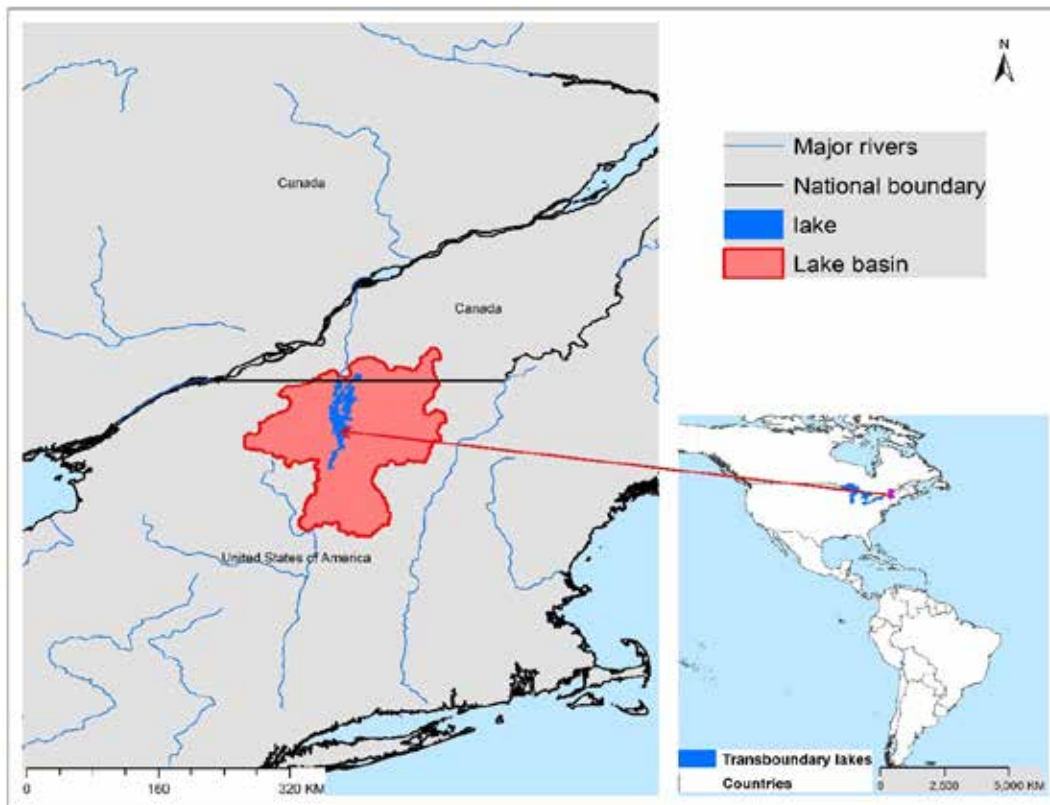 N
Major rivers
National boundary
lake
Lake basin
Canada
Canada
United States of America
0 160 320 KM
Transboundary lakes
Countries
0 2,500 5,000 KM